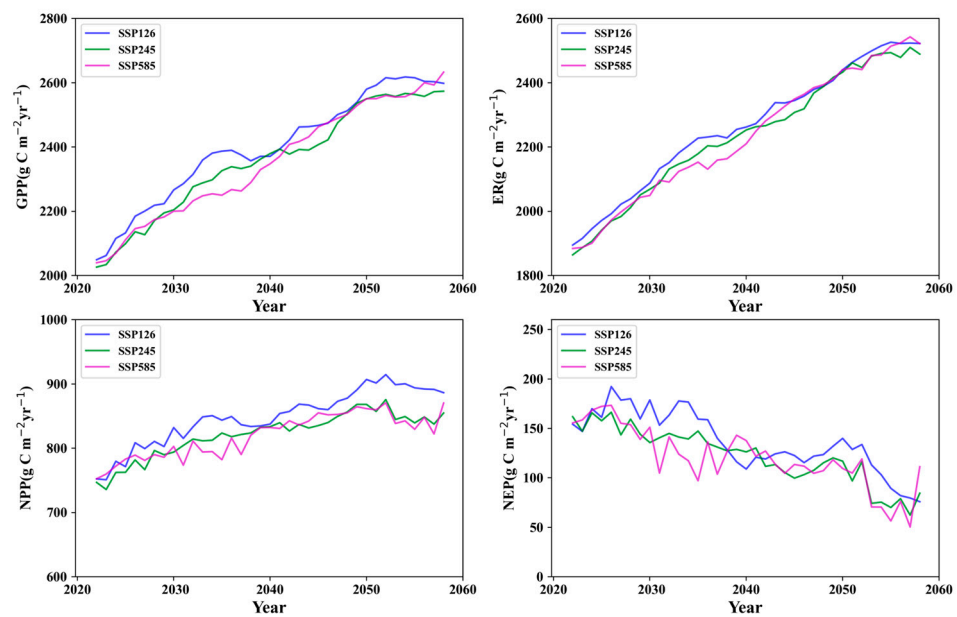 2800
2600
2400
2200
2000
GPP(g C m⁻²yr⁻¹)
SSP126
SSP245
SSP585
2020 2030 2040 2050 2060
Year
2600
2400
2200
2000
1800
ER(g C m⁻²yr⁻¹)
SSP126
SSP245
SSP585
2020 2030 2040 2050 2060
Year
1000
900
800
700
600
NPP(g C m⁻²yr⁻¹)
SSP126
SSP245
SSP585
2020 2030 2040 2050 2060
Year
250
200
150
100
50
0
NEP(g C m⁻²yr⁻¹)
SSP126
SSP245
SSP585
2020 2030 2040 2050 2060
Year